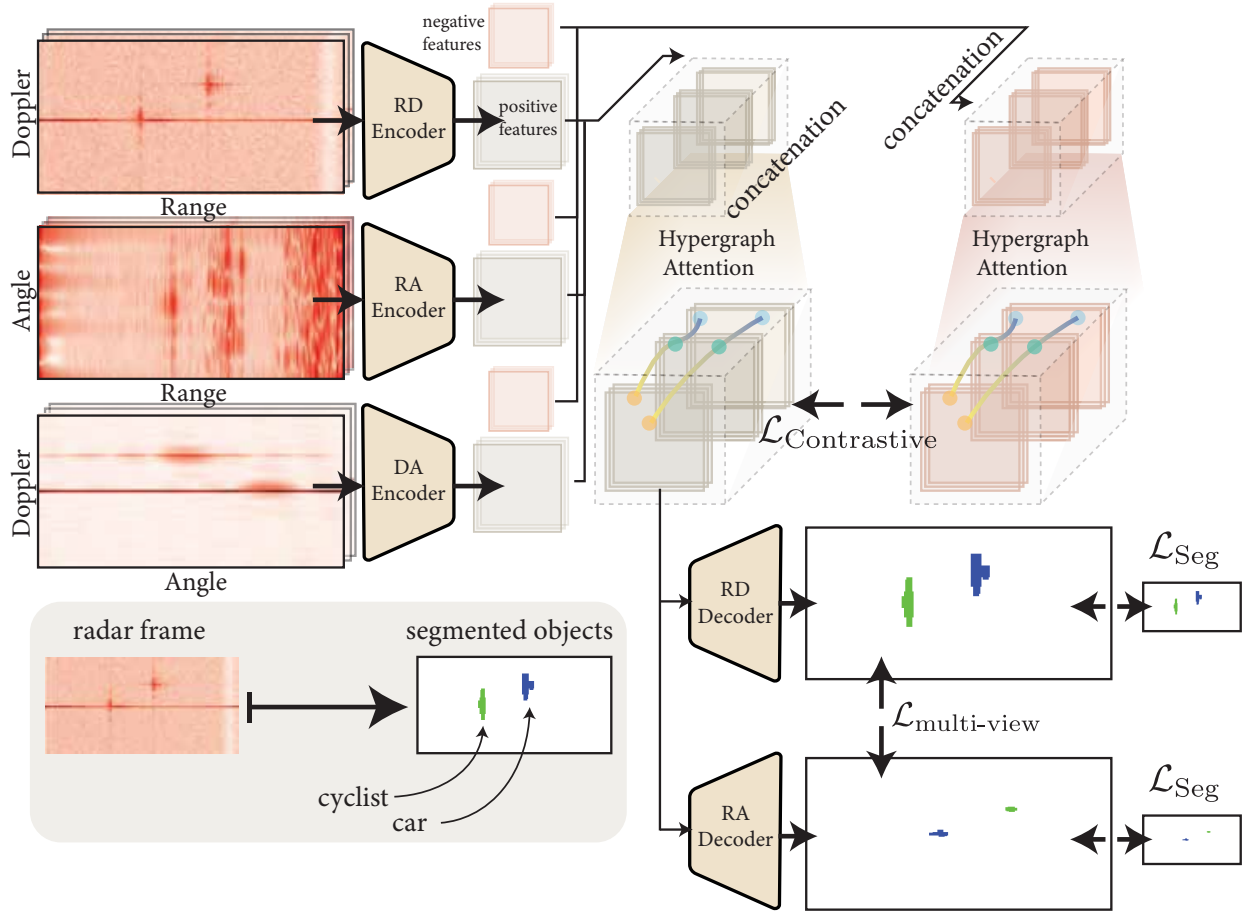 negative
features
Doppler
RD
Encoder
positive
features
Range
concatenation
concatenation
Angle
RA
Encoder
Range
Hypergraph
Attention
Hypergraph
Attention
Doppler
DA
Encoder
Angle
ℒContrastive
RD
Decoder
ℒSeg
ℒmulti-view
RA
Decoder
ℒSeg
radar frame
segmented objects
cyclist
car